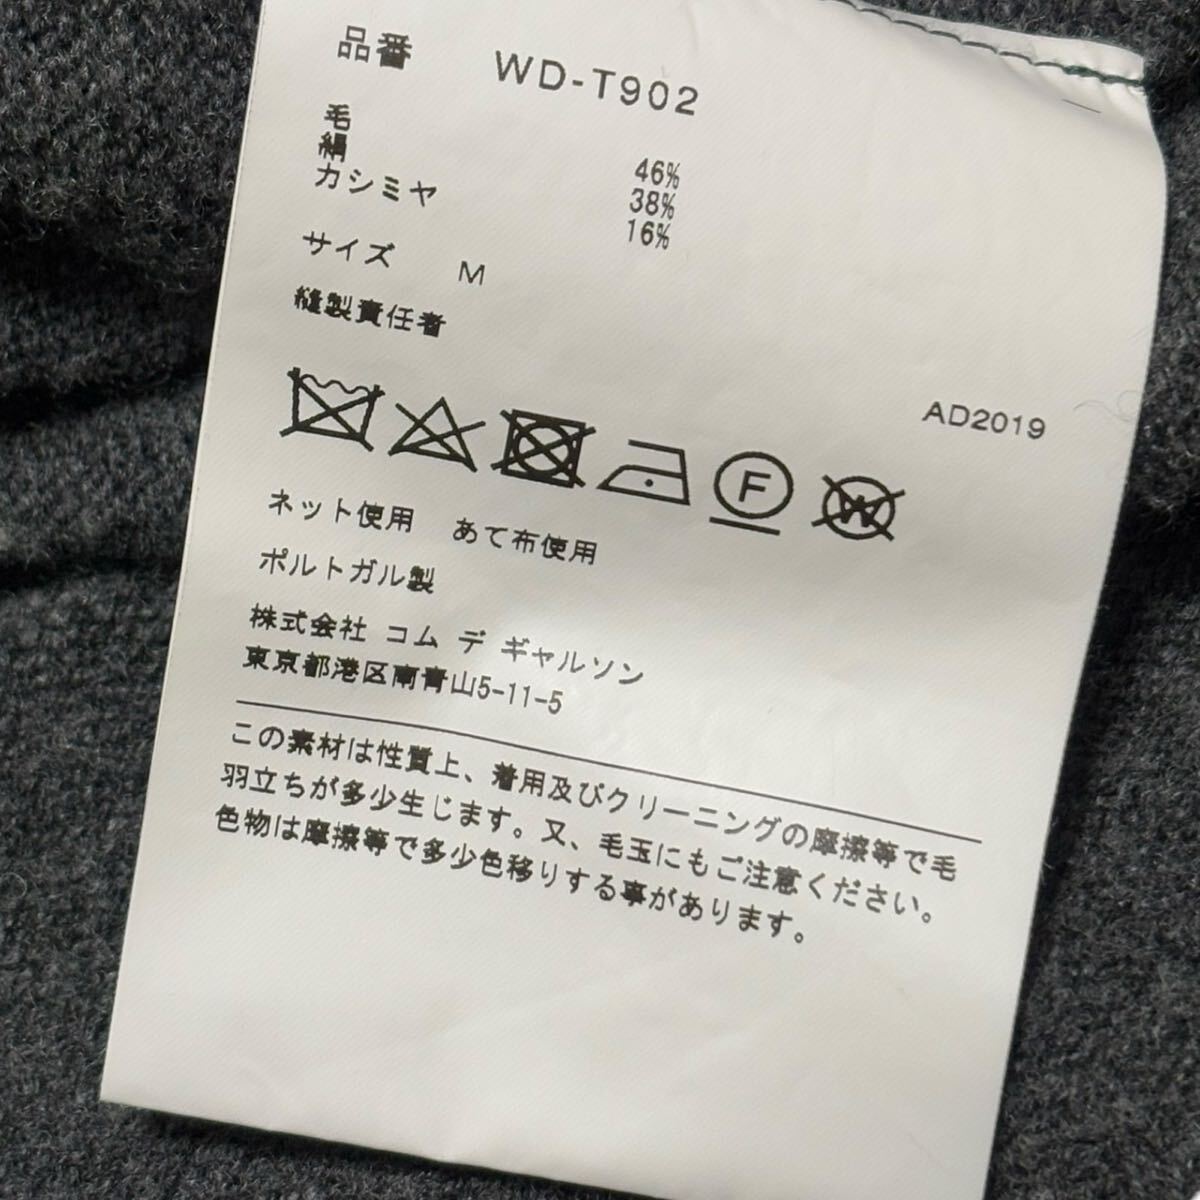 品番 WD-T902
毛 46%
絹 38%
カシミヤ 16%
サイズ M
縫製責任者
AD2019
F W
ネット使用 あて布使用
ポルトガル製
株式会社 コム デ ギャルソン
東京都港区南青山5-11-5
この素材は性質上、着用及びクリーニングの摩擦等で毛
羽立ちが多少生じます。又、毛玉にもご注意ください。
色物は摩擦等で多少色移りする事があります。